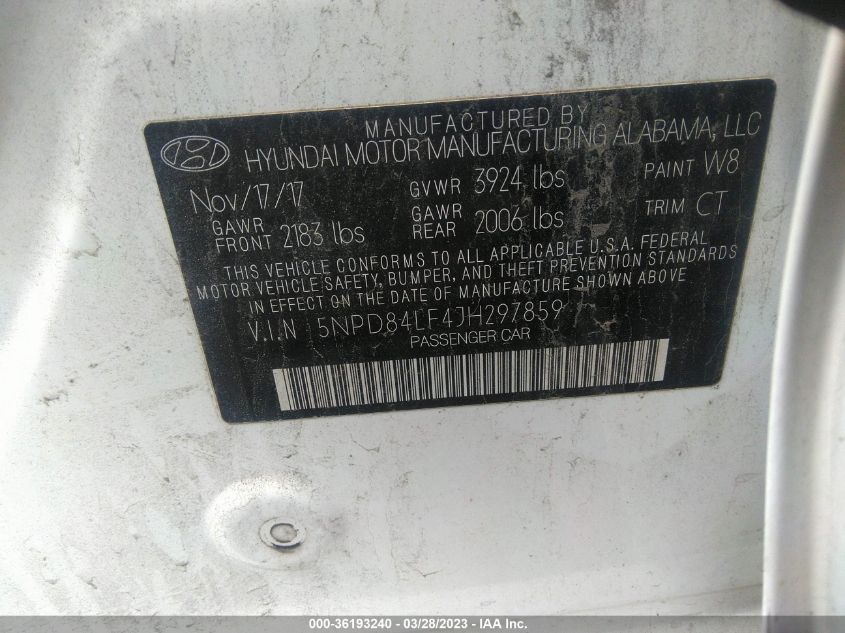 MANUFACTURED BY
HYUNDAI MOTOR MANUFACTURING ALABAMA, LLC
Nov/17/17 GVWR 3924 lbs PAINT W8
GAWR FRONT 2183 lbs GAWR REAR 2006 lbs TRIM CT
THIS VEHICLE CONFORMS TO ALL APPLICABLE U.S.A. FEDERAL
MOTOR VEHICLE SAFETY, BUMPER, AND THEFT PREVENTION STANDARDS
IN EFFECT ON THE DATE OF MANUFACTURE SHOWN ABOVE
V.I.N 5NPD84LF4JH297859
PASSENGER CAR
000-36193240 - 03/28/2023 - IAA Inc.